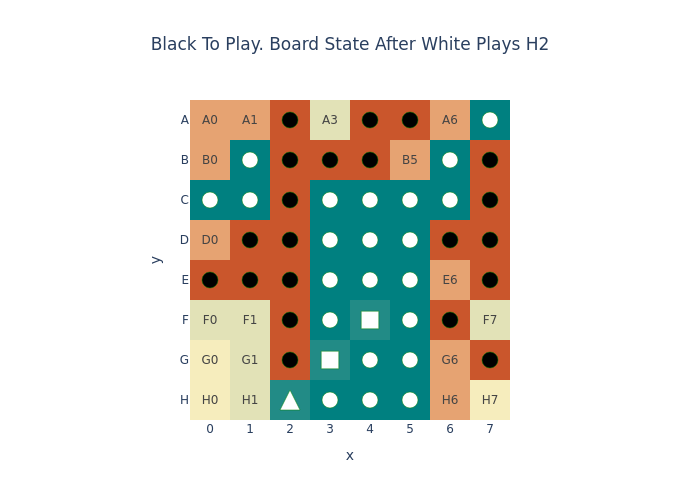 Black To Play. Board State After White Plays H2
A A0 A1 A3 A6
B B0 B5
C
D D0
E E6
F F0 F1 F7
G G0 G1 G6
H H0 H1 H6 H7
0 1 2 3 4 5 6 7
x
y